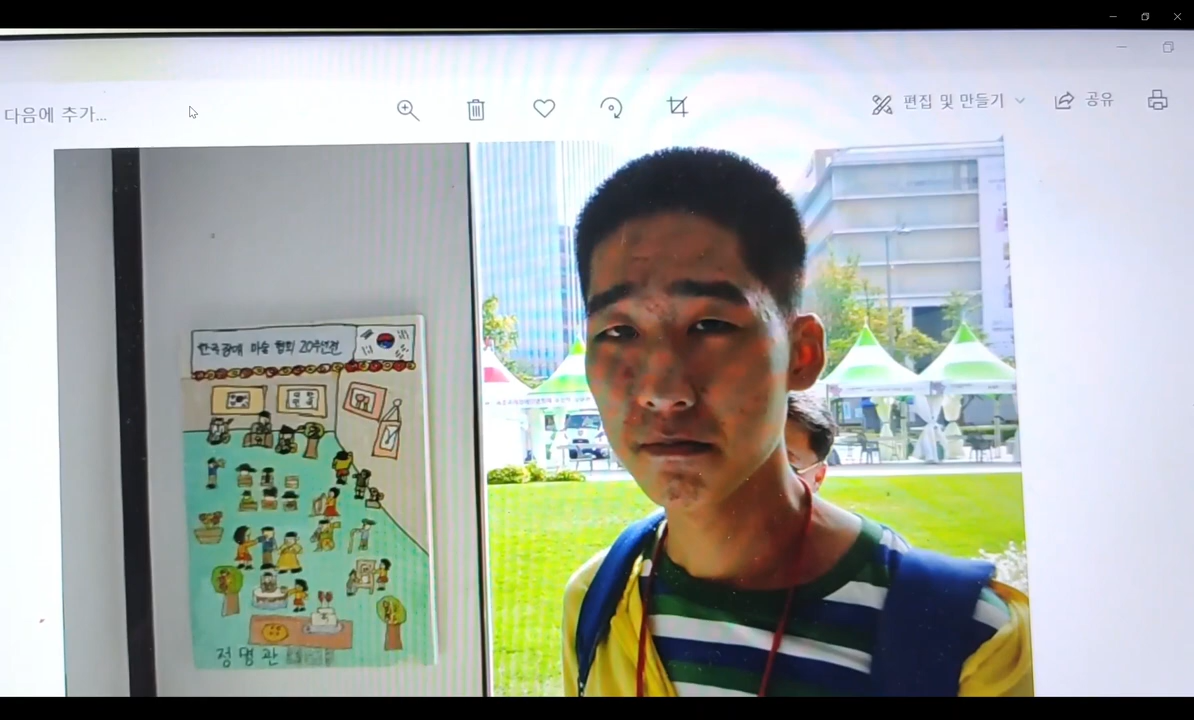 다음에 추가...
편집 및 만들기
공유
한국장애 미술 협회 20주년전
정명관